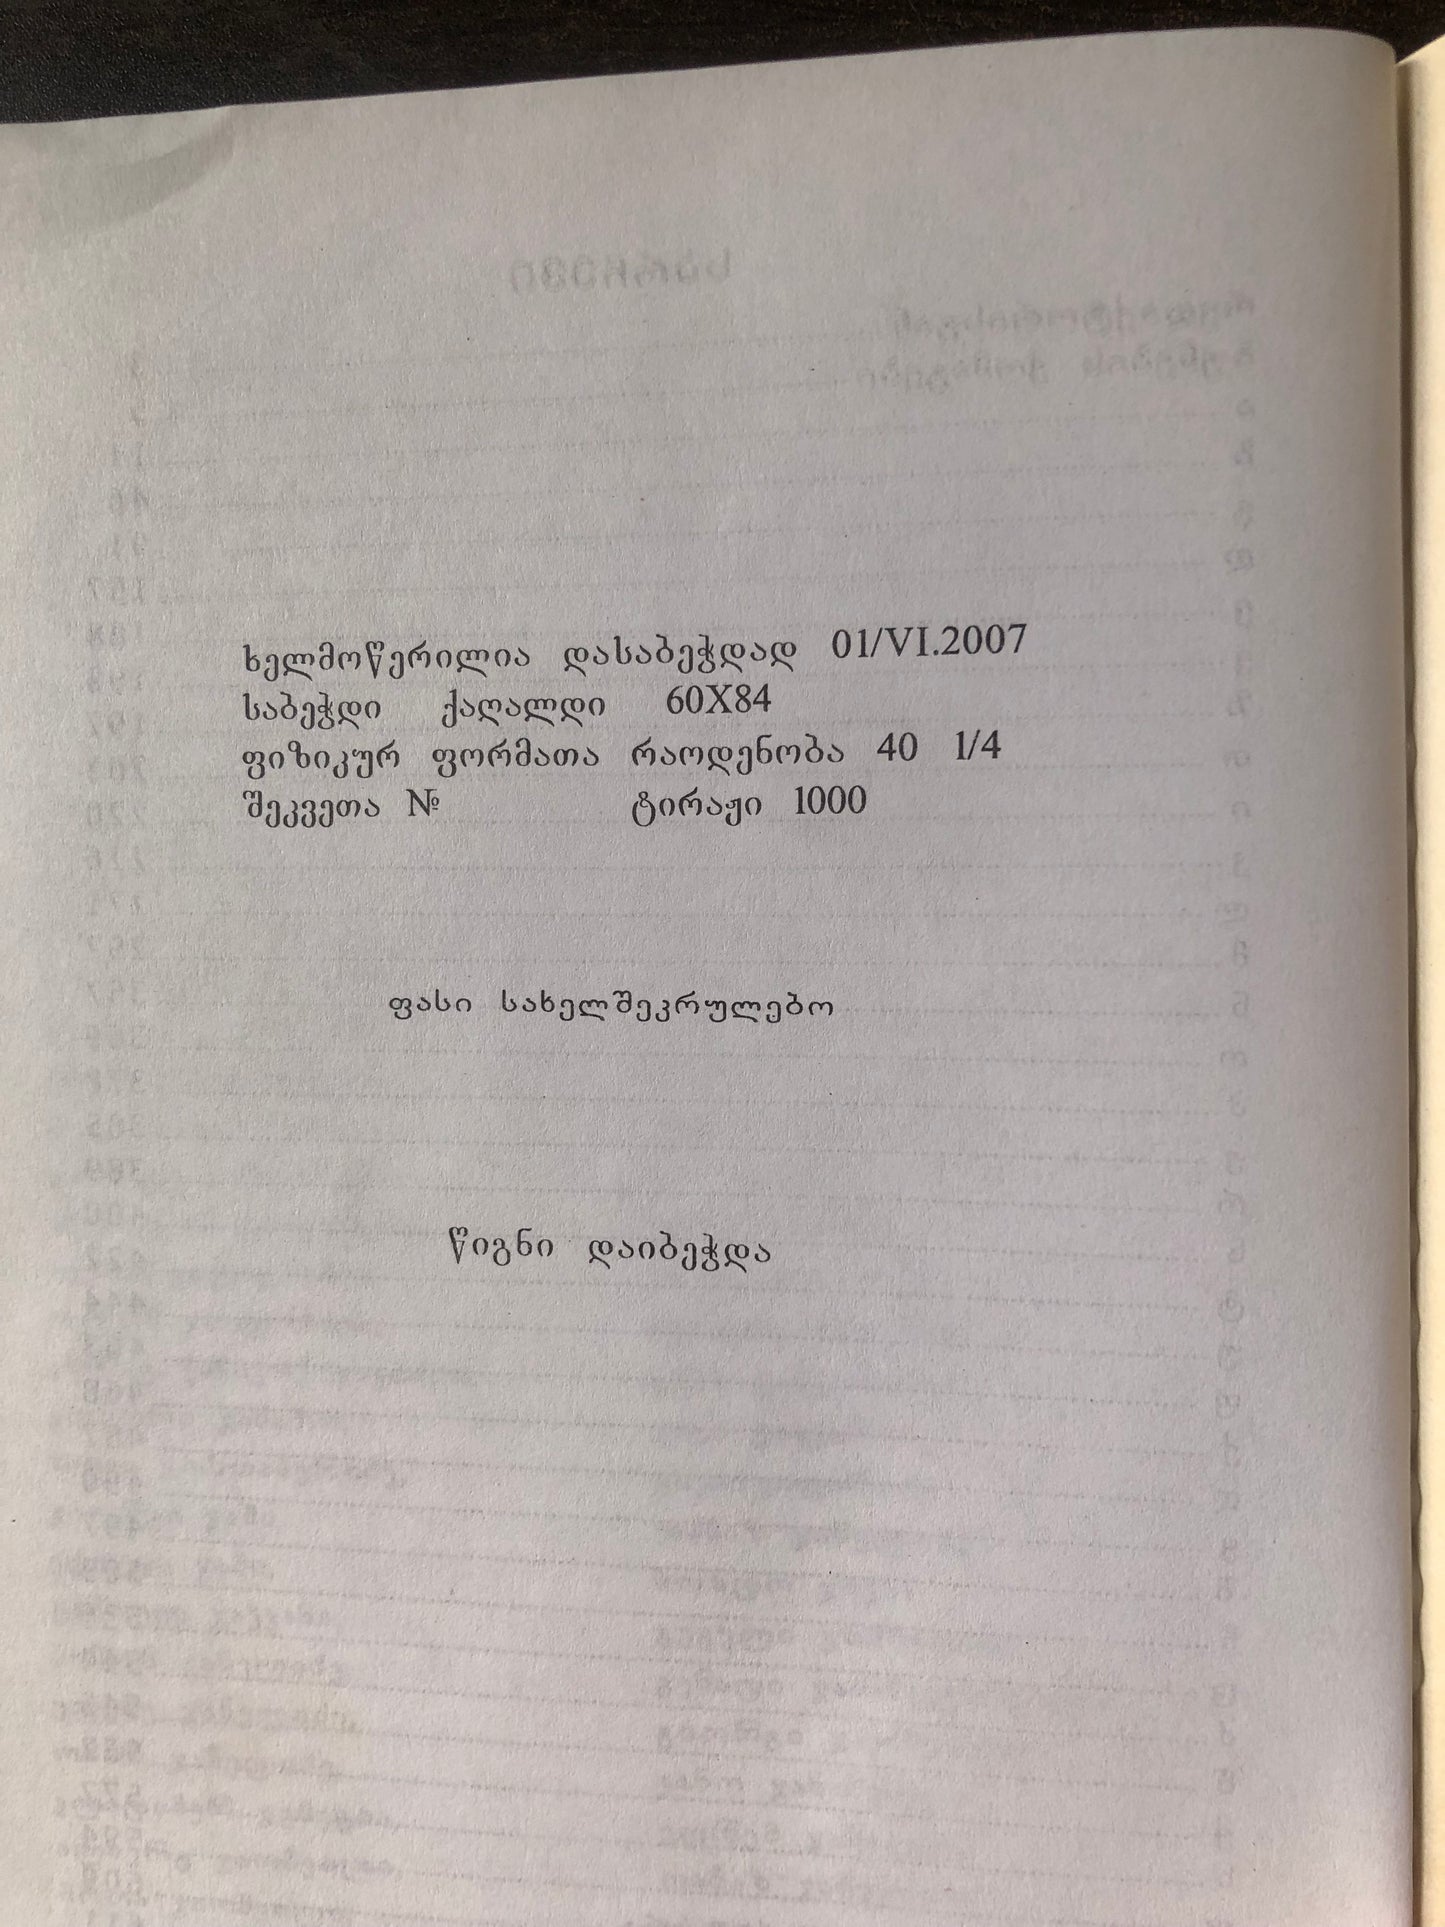 ხელმოწერილია დასაბეჭდად 01/VI.2007
საბეჭდი ქაღალდი 60X84
ფიზიკურ ფორმათა რაოდენობა 40 1/4
შეკვეთა № ტირაჟი 1000
ფასი სახელშეკრულებო
წიგნი დაიბეჭდა